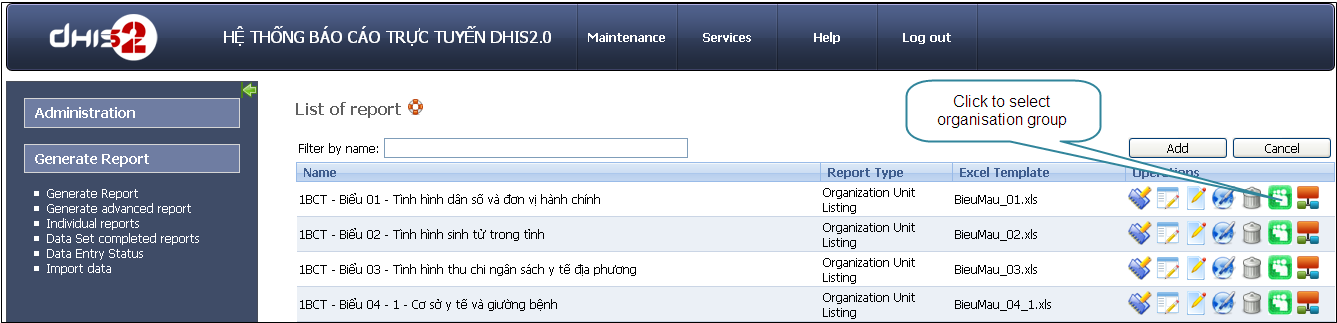 dHIS2
HỆ THỐNG BÁO CÁO TRỰC TUYẾN DHIS2.0
Maintenance
Services
Help
Log out
Administration
Generate Report
Generate Report
Generate advanced report
Individual reports
Data Set completed reports
Data Entry Status
Import data
List of report
Click to select
organisation group
Filter by name:
Add
Cancel
Name
Report Type
Excel Template
Operations
1BCT - Biểu 01 - Tình hình dân số và đơn vị hành chính
Organization Unit
Listing
BieuMau_01.xls
1BCT - Biểu 02 - Tình hình sinh tử trong tình
Organization Unit
Listing
BieuMau_02.xls
1BCT - Biểu 03 - Tình hình thu chi ngân sách y tế địa phương
Organization Unit
Listing
BieuMau_03.xls
1BCT - Biểu 04 - 1 - Cơ sở y tế và giường bệnh
Organization Unit
Listing
BieuMau_04_1.xls